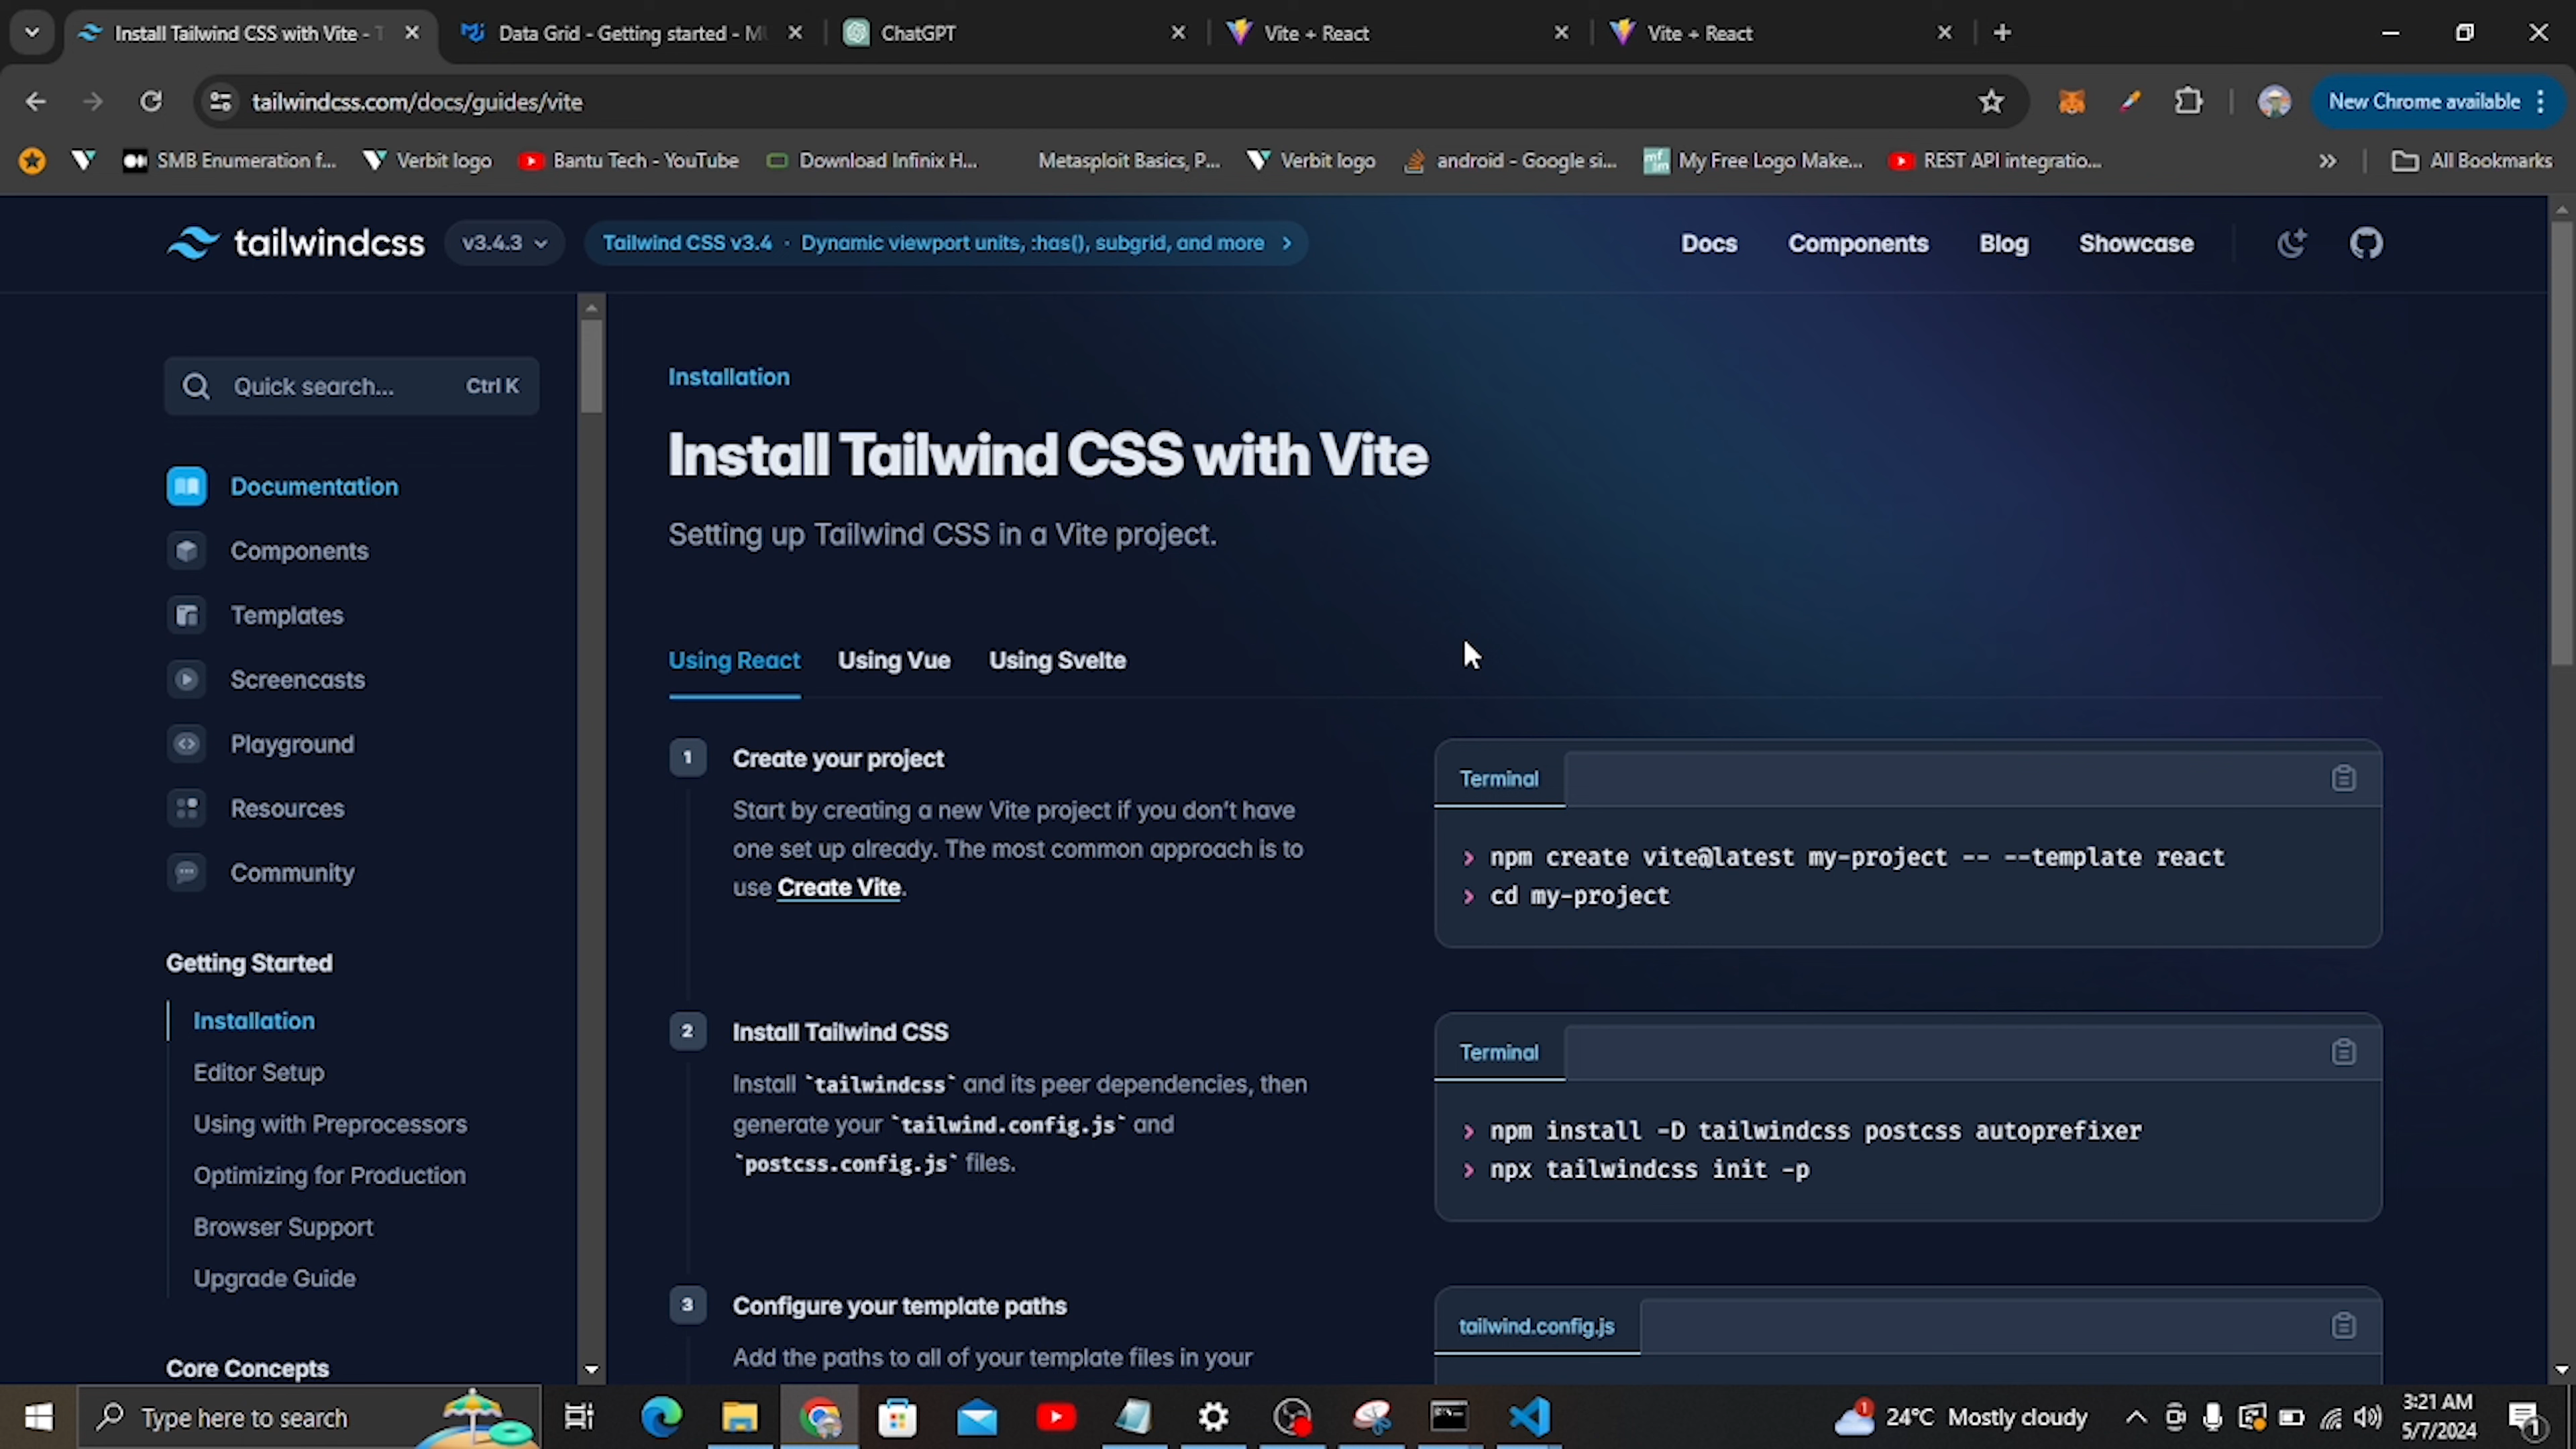 Install Tailwind CSS with Vite - T
Data Grid - Getting started - MU
ChatGPT
Vite + React
Vite + React
tailwindcss.com/docs/guides/vite
New Chrome available
SMB Enumeration f...
Verbit logo
Bantu Tech - YouTube
Download Infinix H...
Metasploit Basics, P...
Verbit logo
android - Google si...
My Free Logo Make...
REST API integratio...
All Bookmarks
tailwindcss
v3.4.3
Tailwind CSS v3.4 · Dynamic viewport units, :has(), subgrid, and more
Docs
Components
Blog
Showcase
Quick search...
Ctrl K
Documentation
Components
Templates
Screencasts
Playground
Resources
Community
Getting Started
Installation
Editor Setup
Using with Preprocessors
Optimizing for Production
Browser Support
Upgrade Guide
Core Concepts
Installation
Install Tailwind CSS with Vite
Setting up Tailwind CSS in a Vite project.
Using React
Using Vue
Using Svelte
1
Create your project
Start by creating a new Vite project if you don't have
one set up already. The most common approach is to
use Create Vite.
Terminal
> npm create vite@latest my-project -- --template react
> cd my-project
2
Install Tailwind CSS
Install `tailwindcss` and its peer dependencies, then
generate your `tailwind.config.js` and
`postcss.config.js` files.
Terminal
> npm install -D tailwindcss postcss autoprefixer
> npx tailwindcss init -p
3
Configure your template paths
Add the paths to all of your template files in your
tailwind.config.js
Type here to search
1
24°C Mostly cloudy
3:21 AM
5/7/2024
1